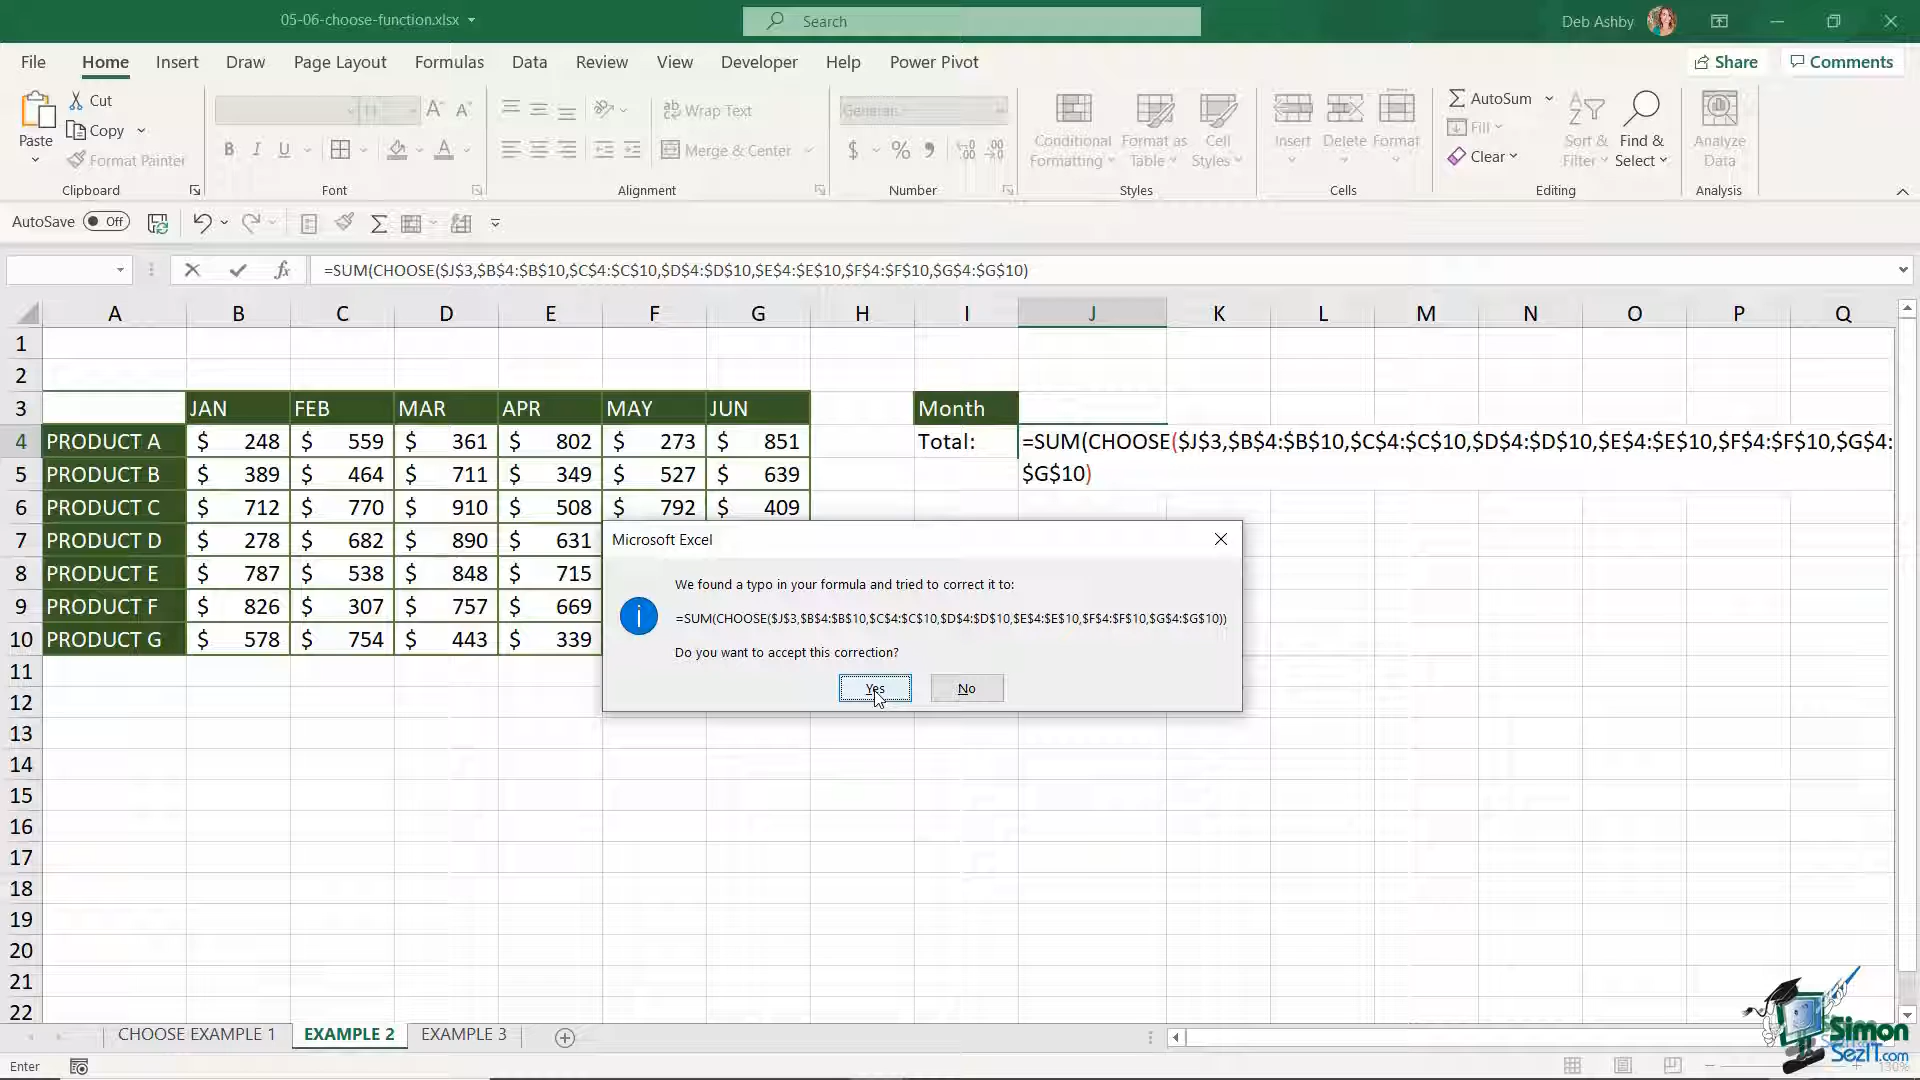 05-06-choose-function.xlsx
Search
Deb Ashby
File Home Insert Draw Page Layout Formulas Data Review View Developer Help Power Pivot
Share Comments
Cut
Copy
Format Painter
Paste
Clipboard
11
B I U A
Font
ab Wrap Text
Merge & Center
Alignment
General
$ % 9
Number
Conditional Formatting
Format as Table
Cell Styles
Styles
Insert Delete Format
Cells
AutoSum
Fill
Clear
Sort & Filter
Find & Select
Editing
Analyze Data
Analysis
AutoSave Off
fx =SUM(CHOOSE($J$3,$B$4:$B$10,$C$4:$C$10,$D$4:$D$10,$E$4:$E$10,$F$4:$F$10,$G$4:$G$10)
A B C D E F G H I J K L M N O P Q
1
2
3 JAN FEB MAR APR MAY JUN Month
4 PRODUCT A $ 248 $ 559 $ 361 $ 802 $ 273 $ 851 Total: =SUM(CHOOSE($J$3,$B$4:$B$10,$C$4:$C$10,$D$4:$D$10,$E$4:$E$10,$F$4:$F$10,$G$4:
5 PRODUCT B $ 389 $ 464 $ 711 $ 349 $ 527 $ 639 $G$10)
6 PRODUCT C $ 712 $ 770 $ 910 $ 508 $ 792 $ 409
7 PRODUCT D $ 278 $ 682 $ 890 $ 631
8 PRODUCT E $ 787 $ 538 $ 848 $ 715
9 PRODUCT F $ 826 $ 307 $ 757 $ 669
10 PRODUCT G $ 578 $ 754 $ 443 $ 339
Microsoft Excel
We found a typo in your formula and tried to correct it to:
=SUM(CHOOSE($J$3,$B$4:$B$10,$C$4:$C$10,$D$4:$D$10,$E$4:$E$10,$F$4:$F$10,$G$4:$G$10))
Do you want to accept this correction?
Yes No
11
12
13
14
15
16
17
18
19
20
21
22
CHOOSE EXAMPLE 1 EXAMPLE 2 EXAMPLE 3
Enter
130%
Simon
SezIT.com